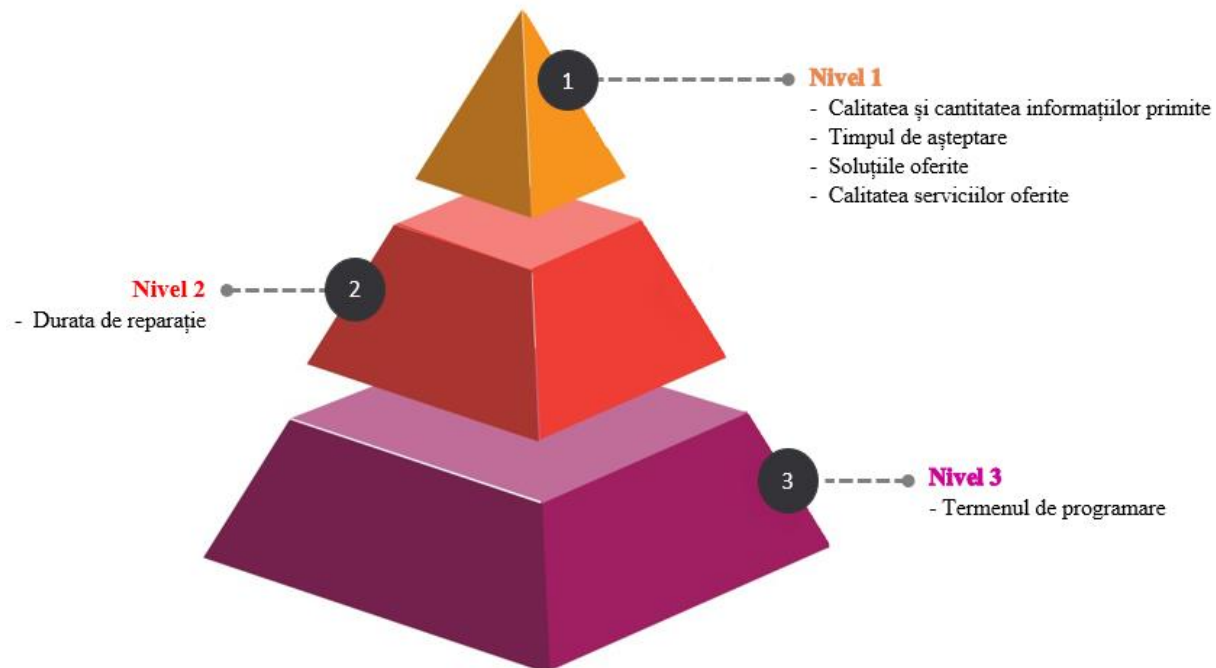 1
Nivel 1
- Calitatea și cantitatea informațiilor primite
- Timpul de așteptare
- Soluțiile oferite
- Calitatea serviciilor oferite
2
Nivel 2
- Durata de reparație
3
Nivel 3
- Termenul de programare